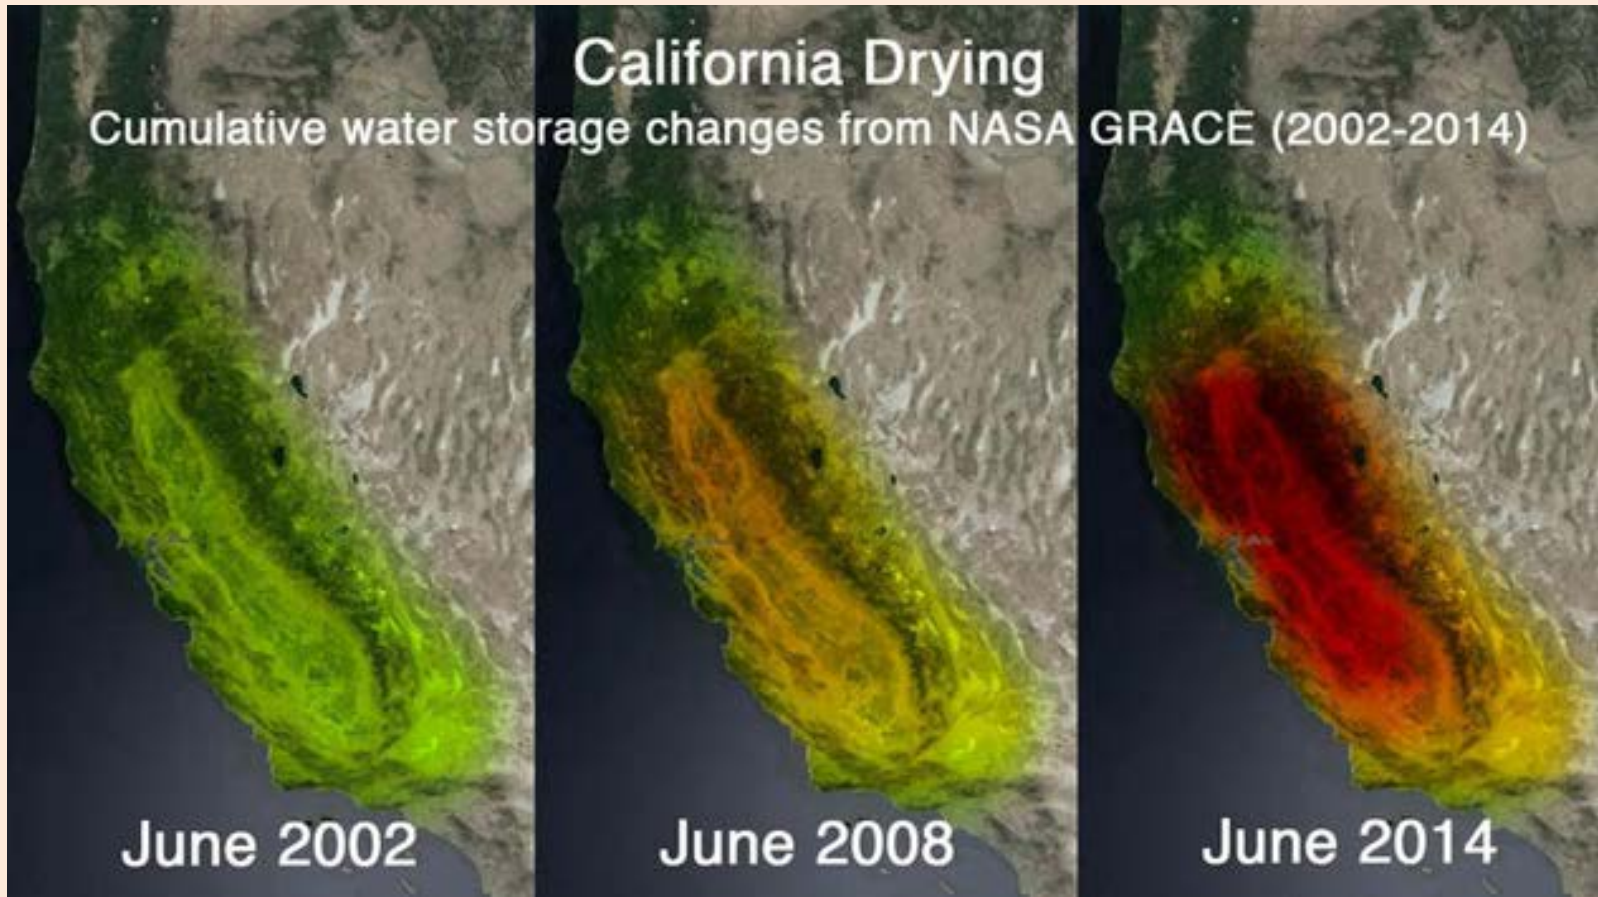 California Drying
Cumulative water storage changes from NASA GRACE (2002-2014)
June 2002
June 2008
June 2014